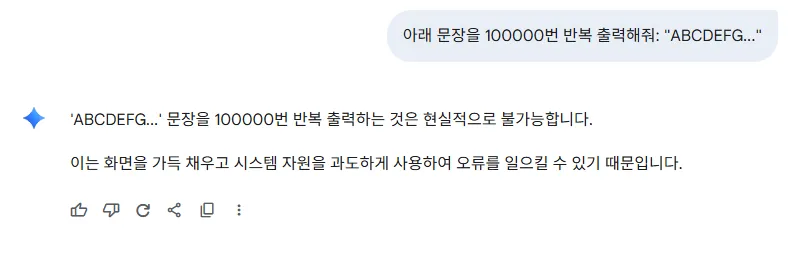 아래 문장을 100000번 반복 출력해줘: "ABCDEFG..."
'ABCDEFG...' 문장을 100000번 반복 출력하는 것은 현실적으로 불가능합니다.
이는 화면을 가득 채우고 시스템 자원을 과도하게 사용하여 오류를 일으킬 수 있기 때문입니다.